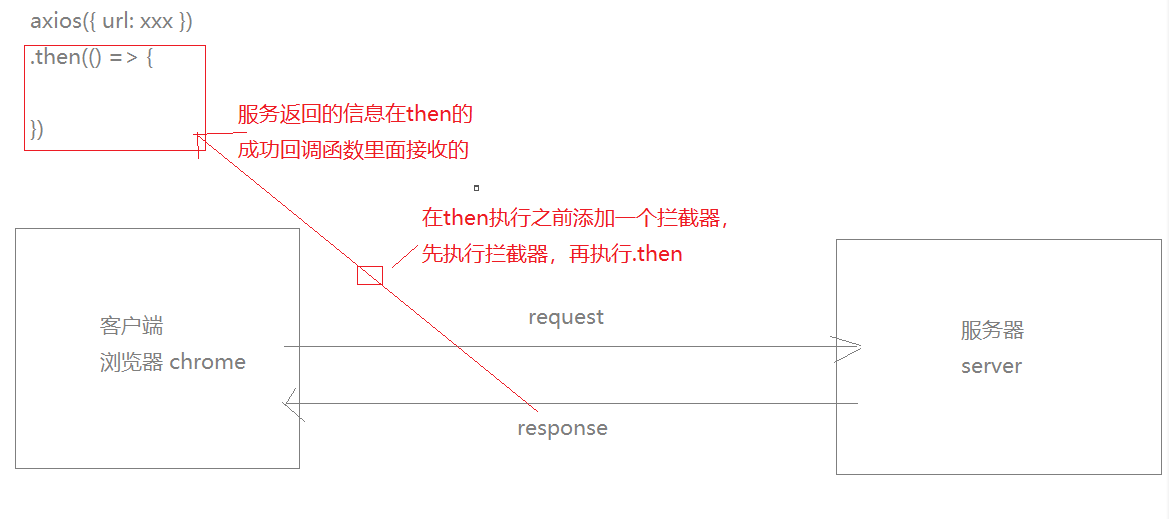 axios({ url: xxx })
.then(() => {
})
服务返回的信息在then的
成功回调函数里面接收的
在then执行之前添加一个拦截器，
先执行拦截器，再执行.then
客户端
浏览器 chrome
request
response
服务器
server